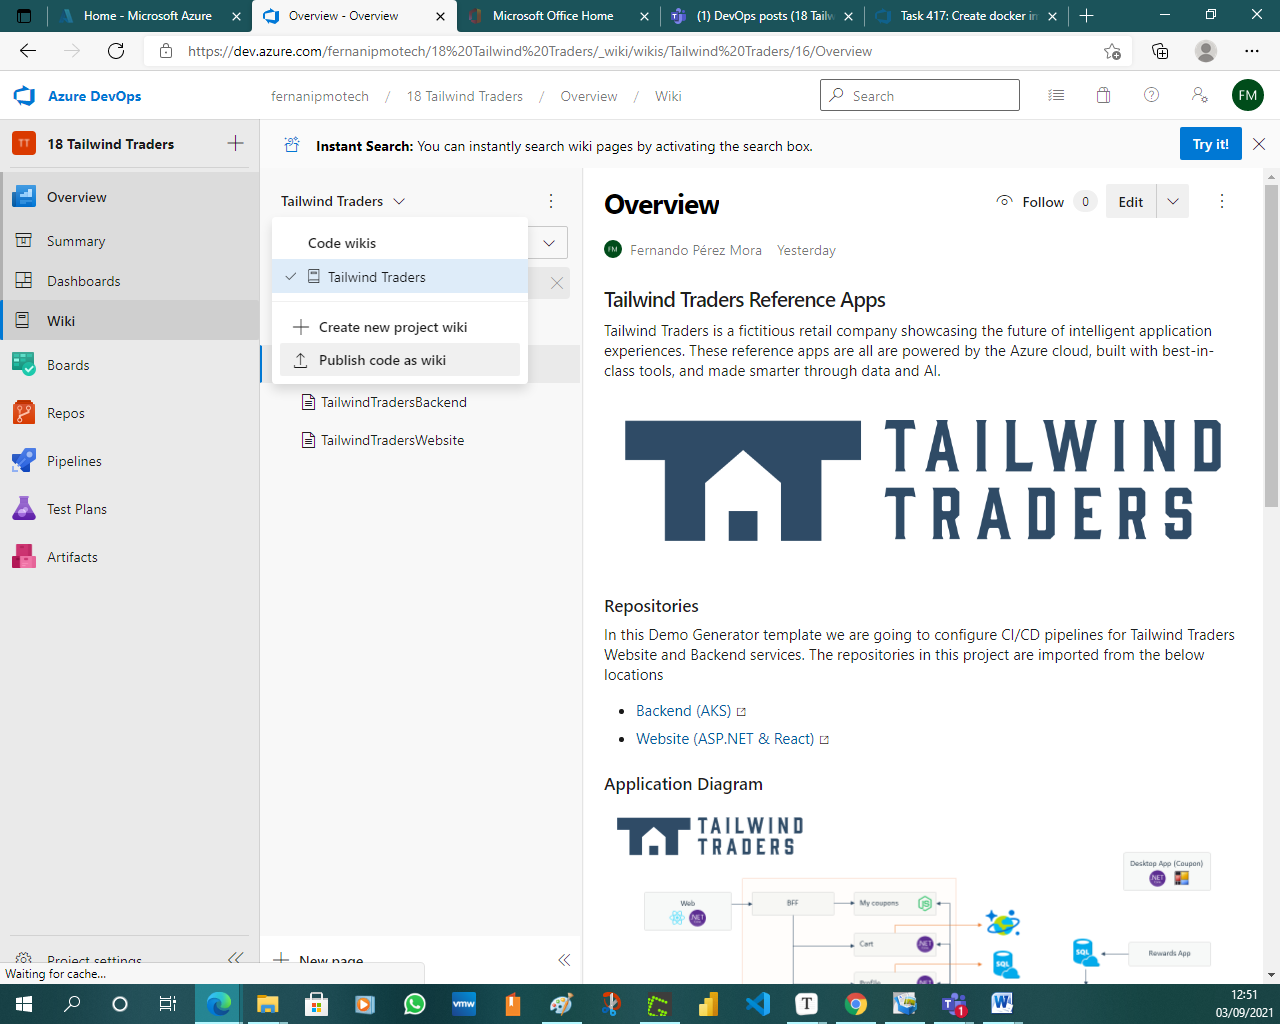 Home - Microsoft Azure
Overview - Overview
Microsoft Office Home
(1) DevOps posts (18 Tailw
Task 417: Create docker im
https://dev.azure.com/fernanipmotech/18%20Tailwind%20Traders/_wiki/wikis/Tailwind%20Traders/16/Overview
Azure DevOps
fernanipmotech / 18 Tailwind Traders / Overview / Wiki
Search
FM
TT 18 Tailwind Traders
Instant Search: You can instantly search wiki pages by activating the search box.
Try it!
Overview
Summary
Dashboards
Wiki
Boards
Repos
Pipelines
Test Plans
Artifacts
Project settings
Tailwind Traders
Code wikis
Tailwind Traders
Create new project wiki
Publish code as wiki
TailwindTradersBackend
TailwindTradersWebsite
New page
Overview
Follow 0
Edit
FM Fernando Pérez Mora Yesterday
Tailwind Traders Reference Apps
Tailwind Traders is a fictitious retail company showcasing the future of intelligent application
experiences. These reference apps are all are powered by the Azure cloud, built with best-in-
class tools, and made smarter through data and AI.
TAILWIND
TRADERS
Repositories
In this Demo Generator template we are going to configure CI/CD pipelines for Tailwind Traders
Website and Backend services. The repositories in this project are imported from the below
locations
Backend (AKS)
Website (ASP.NET & React)
Application Diagram
TAILWIND
TRADERS
Desktop App (Coupon)
.NET
Web
.NET
BFF
My coupons
Cart
.NET
Profile
SQL
SQL
Rewards App
Waiting for cache...
vmw
T
1
12:51
03/09/2021